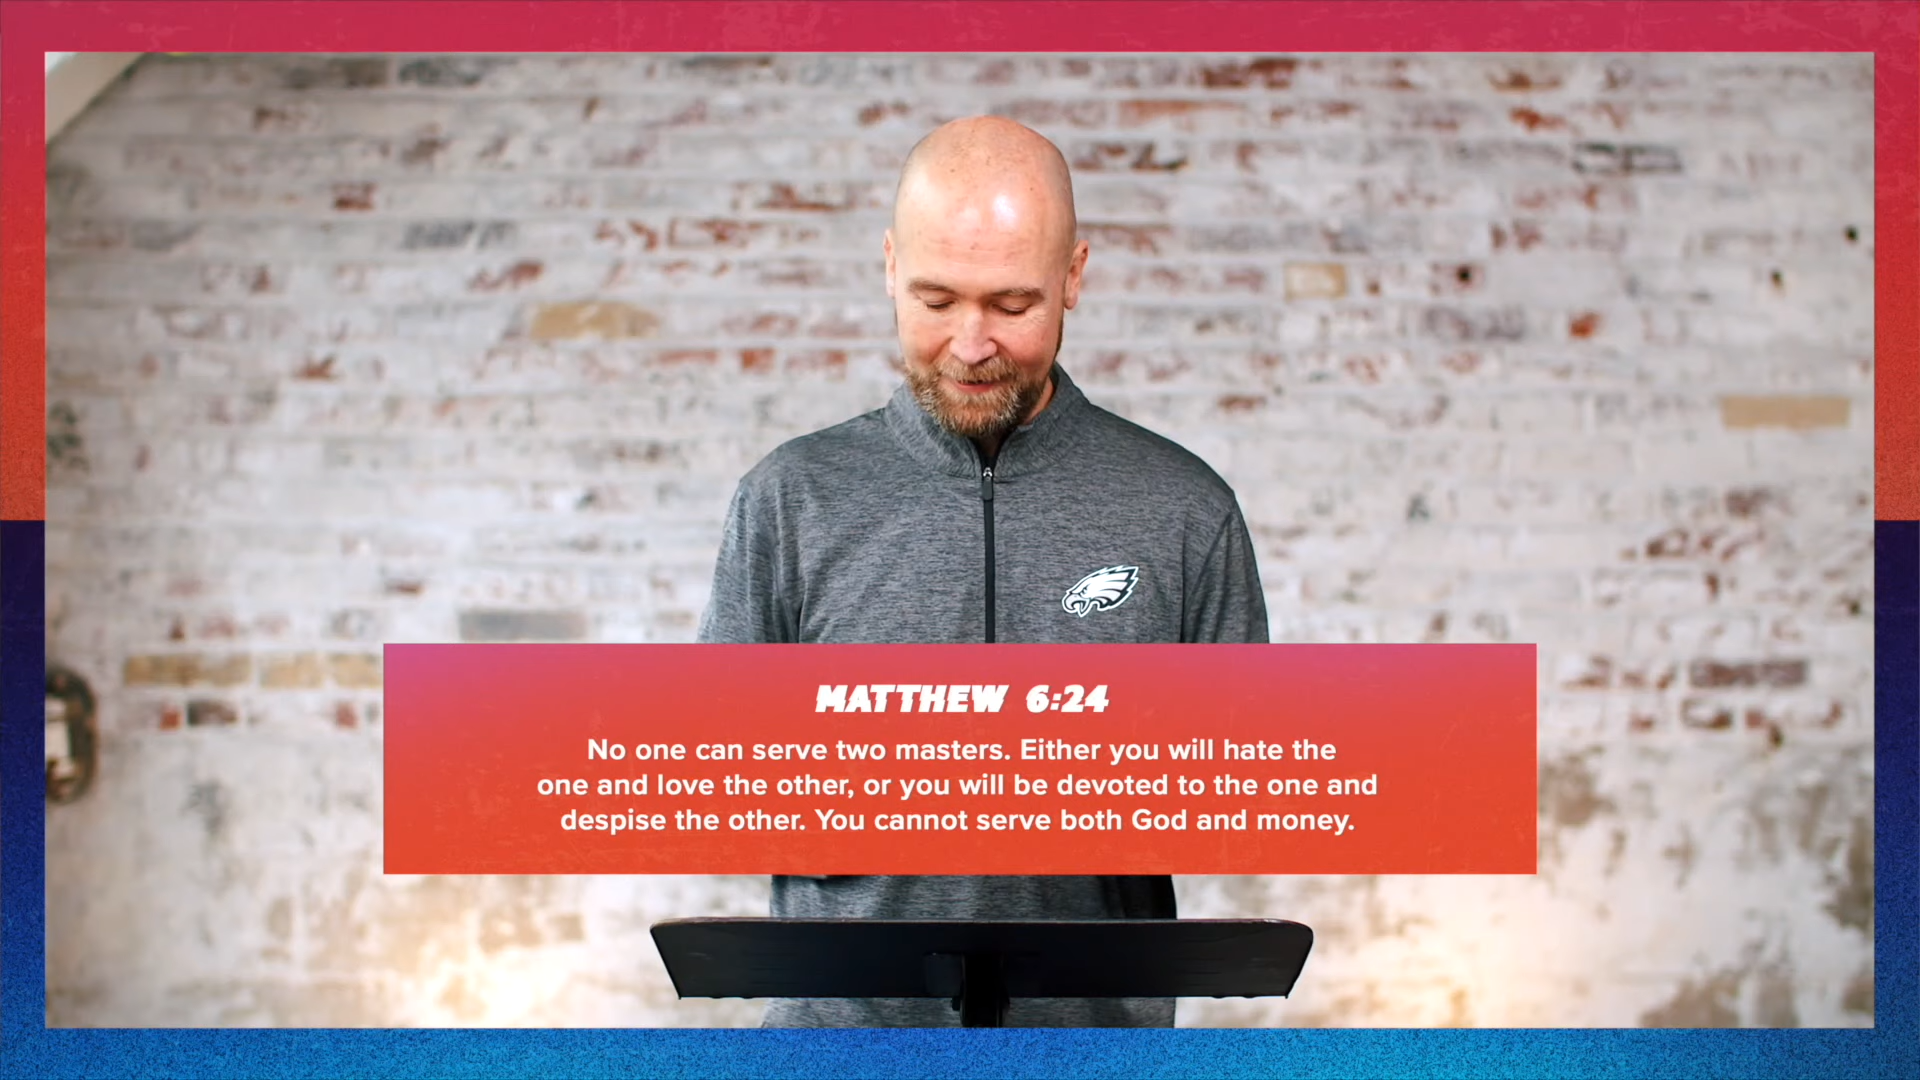 MATTHEW 6:24
No one can serve two masters. Either you will hate the
one and love the other, or you will be devoted to the one and
despise the other. You cannot serve both God and money.